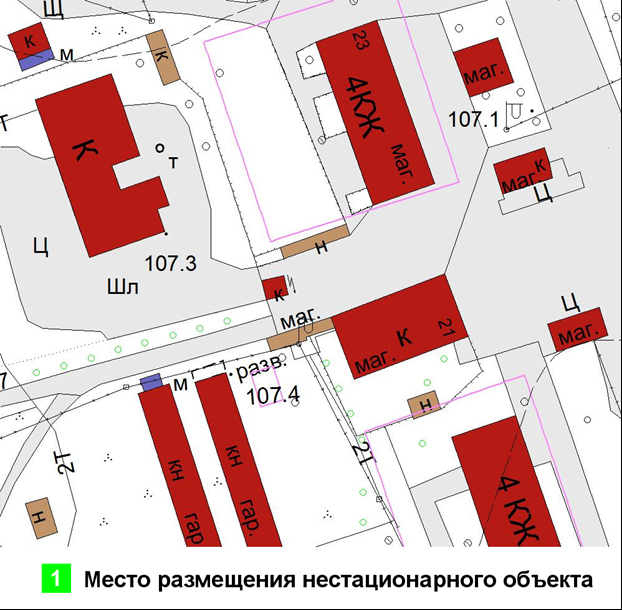 Щ
К
м
к
23
4КЖ
маг.
маг.
107.1
т
К
т
маг.
к
Ц
Ц
107.3
Шл
н
к
маг.
К
21
маг.
Ц
маг.
7
м
разв.
107.4
н
2Т
21
кн
кн
4 КЖ
н
гар.
гар.
1 Место размещения нестационарного объекта